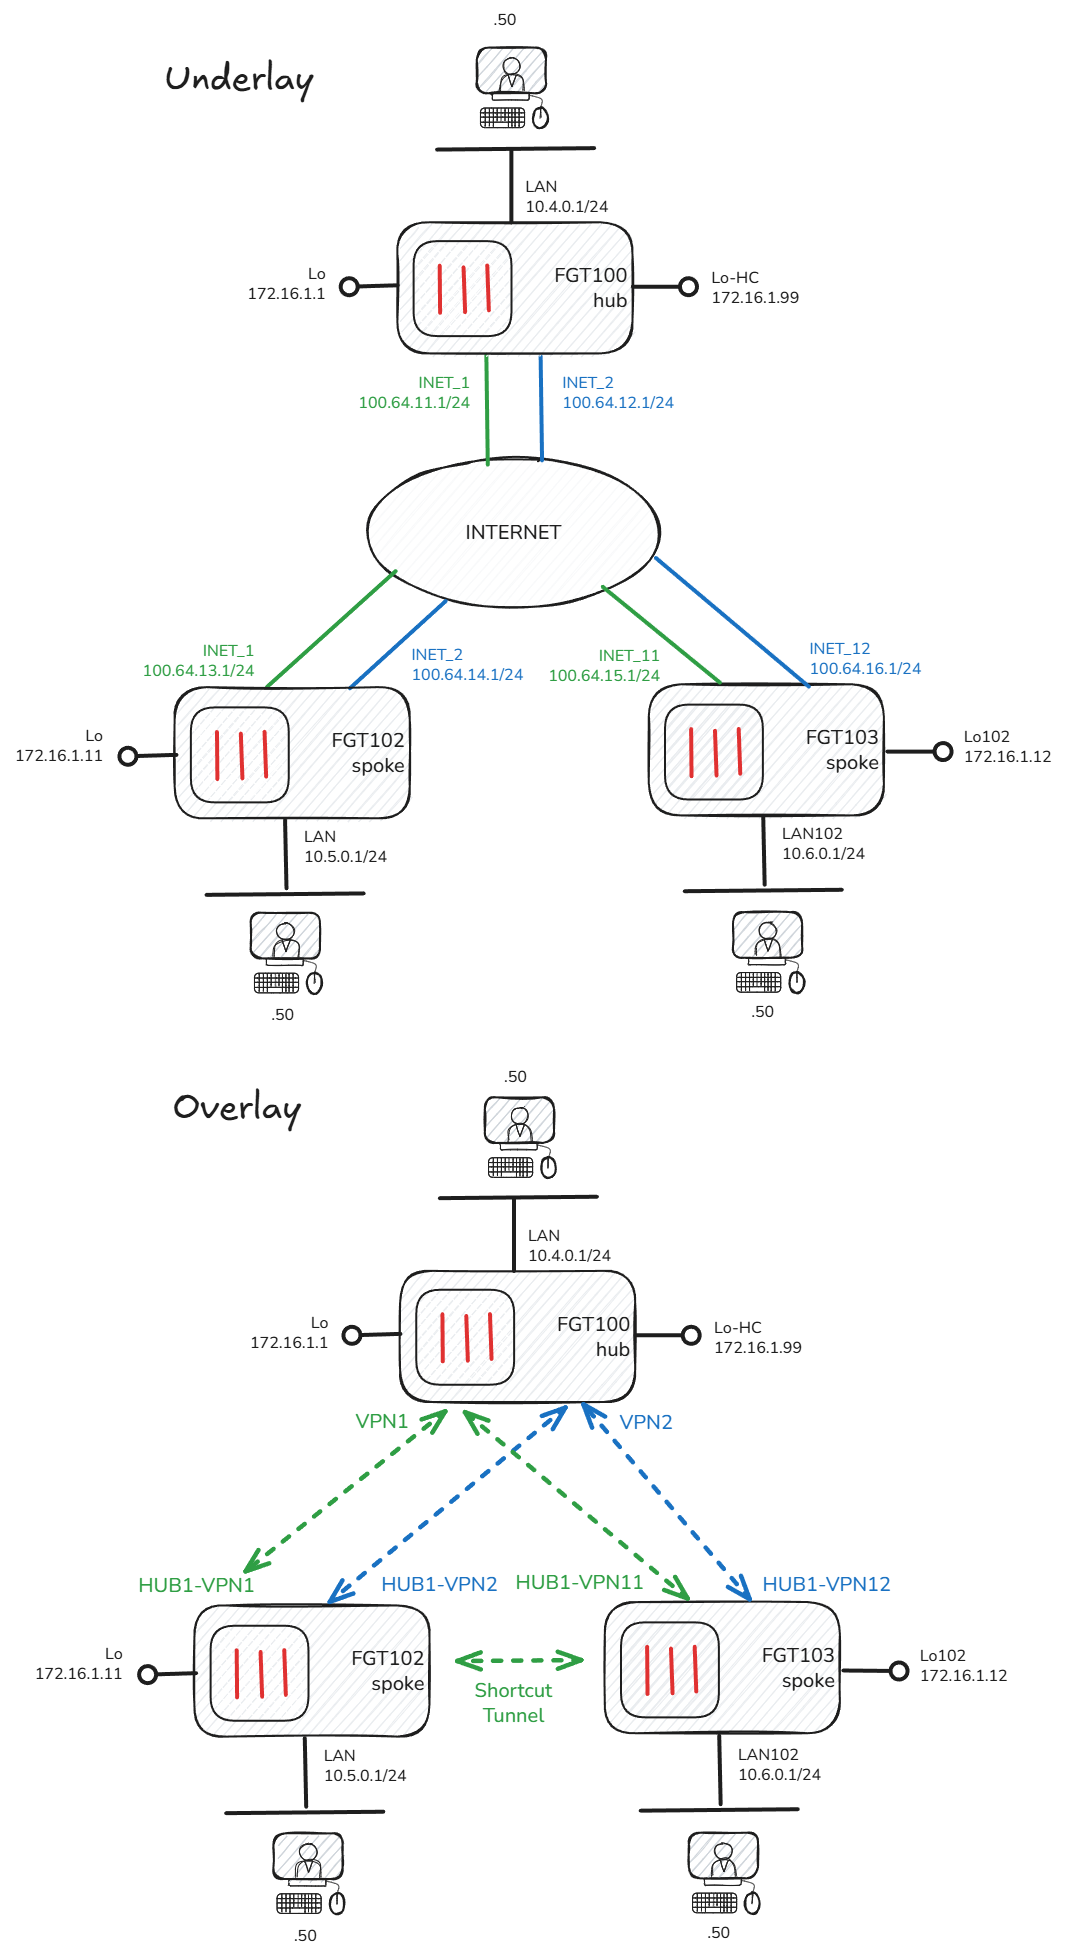 .50
Underlay
LAN
10.4.0.1/24
FGT100
hub
Lo
172.16.1.1
Lo-HC
172.16.1.99
INET_1
100.64.11.1/24
INET_2
100.64.12.1/24
INTERNET
INET_1
100.64.13.1/24
INET_2
100.64.14.1/24
INET_11
100.64.15.1/24
INET_12
100.64.16.1/24
Lo
172.16.1.11
FGT102
spoke
FGT103
spoke
Lo102
172.16.1.12
LAN
10.5.0.1/24
LAN102
10.6.0.1/24
.50
.50
.50
Overlay
LAN
10.4.0.1/24
Lo
172.16.1.1
FGT100
hub
Lo-HC
172.16.1.99
VPN1
VPN2
HUB1-VPN1
HUB1-VPN2
HUB1-VPN11
HUB1-VPN12
Lo
172.16.1.11
FGT102
spoke
Shortcut
Tunnel
FGT103
spoke
Lo102
172.16.1.12
LAN
10.5.0.1/24
LAN102
10.6.0.1/24
.50
.50